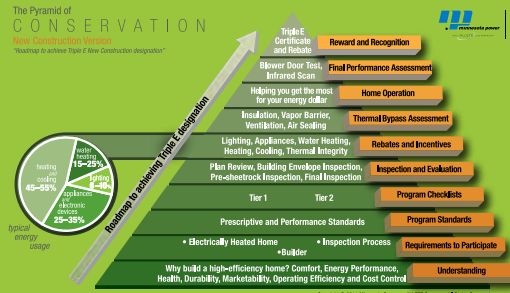 The Pyramid of
CONSERVATION
New Construction Version
"Roadmap to achieve Triple E New Construction designation"
minnesota power
Triple E
Certificate
and Rebate
Reward and Recognition
Blower Door Test,
Infrared Scan
Final Performance Assessment
Helping you get the most
for your energy dollar
Home Operation
Insulation, Vapor Barrier,
Ventilation, Air Sealing
Thermal Bypass Assessment
Lighting, Appliances, Water Heating,
Heating, Cooling, Thermal Integrity
Rebates and Incentives
Plan Review, Building Envelope Inspection,
Pre-sheetrock Inspection, Final Inspection
Inspection and Evaluation
Tier 1 Tier 2
Program Checklists
Prescriptive and Performance Standards
Program Standards
• Electrically Heated Home • Inspection Process
•Builder
Requirements to Participate
Why build a high-efficiency home? Comfort, Energy Performance,
Health, Durability, Marketability, Operating Efficiency and Cost Control
Understanding
Roadmap to achieving Triple E designation
water
heating
15–25%
heating
and
cooling
45–55%
lighting
appliances
and
electronic
devices
25–35%
typical
energy
usage